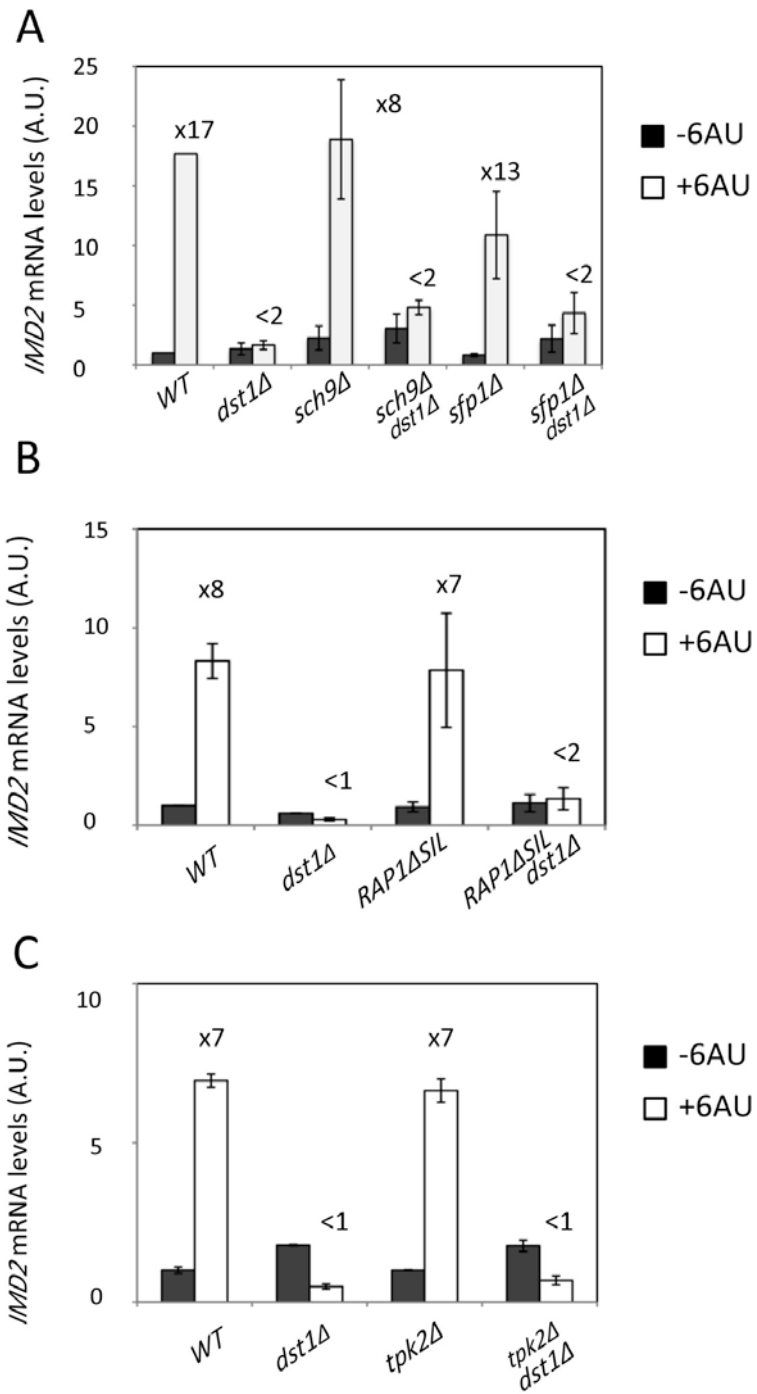 A
IMD2 mRNA levels (A.U.)
25
20
15
10
5
0
x17
<2
x8
<2
x13
<2
WT
dst1Δ
sch9Δ
sch9Δ
dst1Δ
sfp1Δ
sfp1Δ
dst1Δ
-6AU
+6AU
B
IMD2 mRNA levels (A.U.)
15
10
5
0
x8
<1
x7
<2
WT
dst1Δ
RAP1ΔSIL
RAP1ΔSIL
dst1Δ
-6AU
+6AU
C
IMD2 mRNA levels (A.U.)
10
5
0
x7
<1
x7
<1
WT
dst1Δ
tpk2Δ
tpk2Δ
dst1Δ
-6AU
+6AU